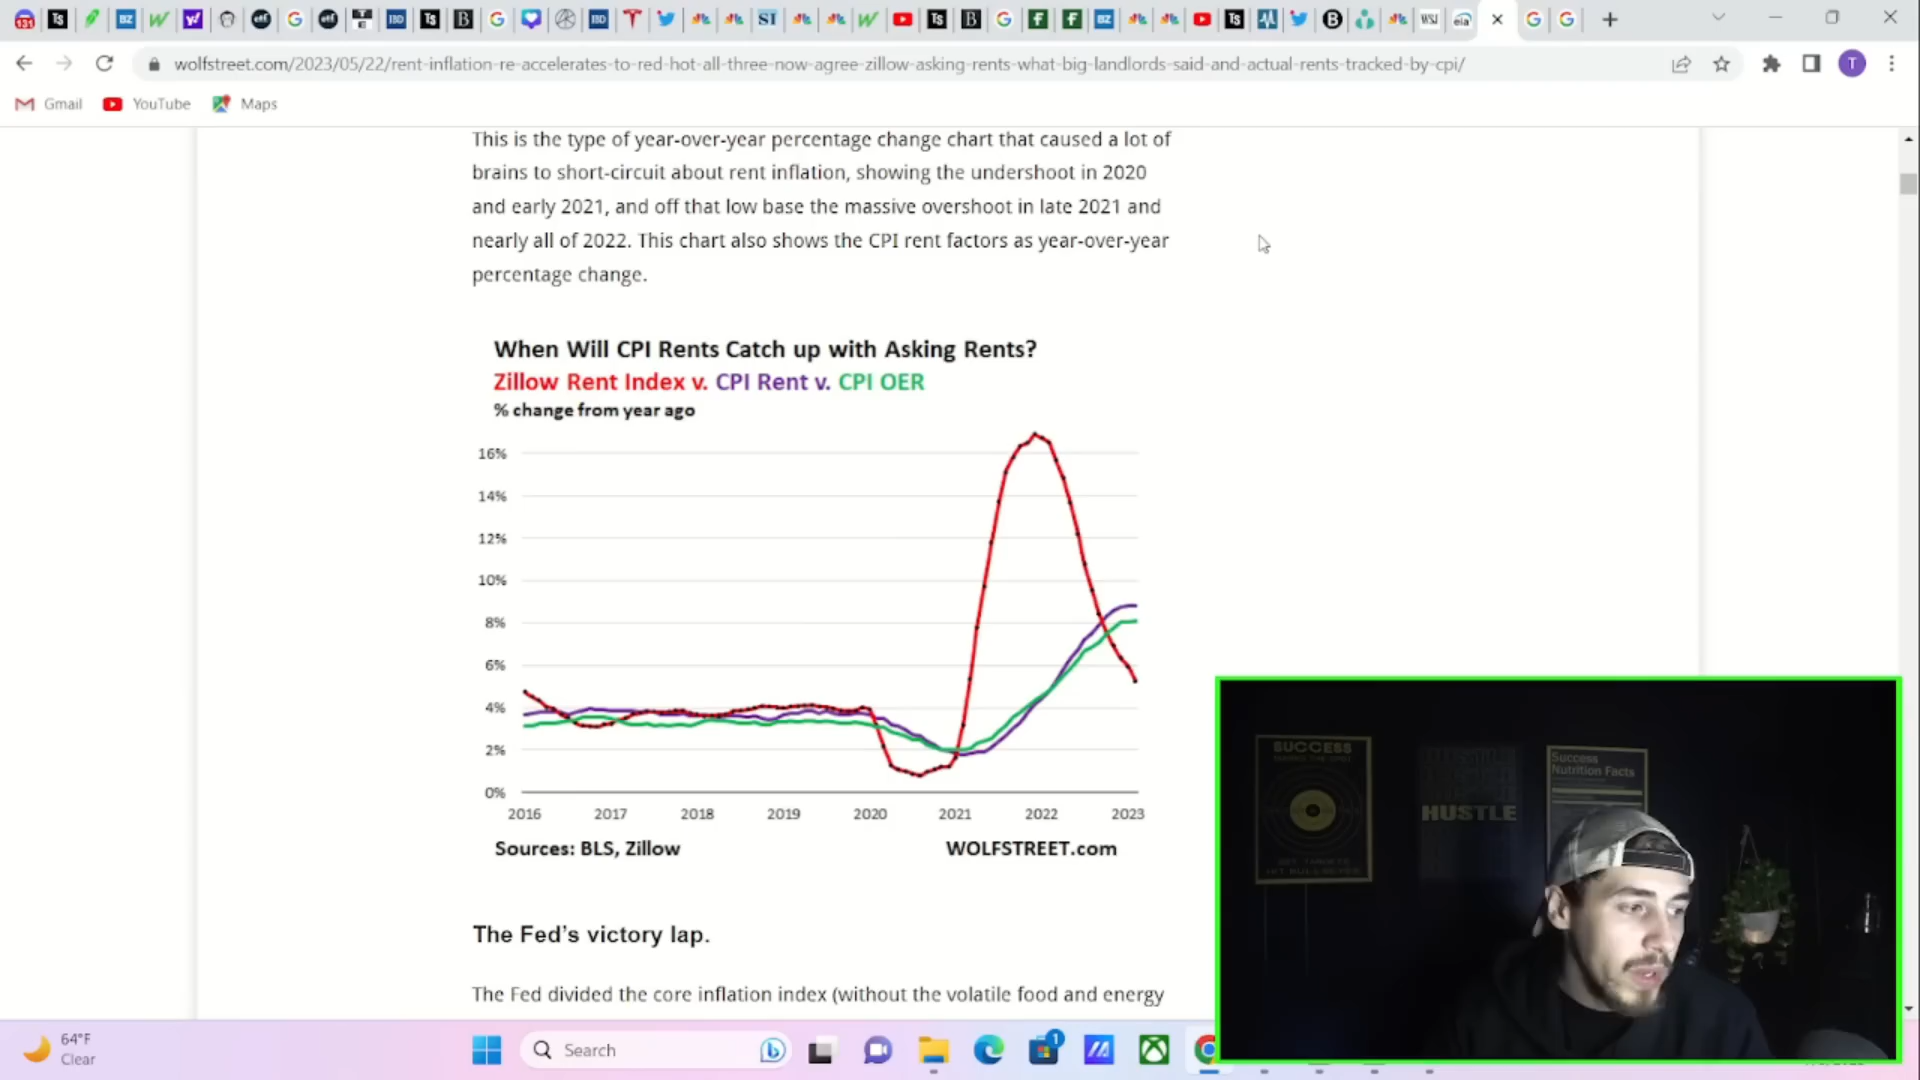 wolfstreet.com/2023/05/22/rent-inflation-re-accelerates-to-red-hot-all-three-now-agree-zillow-asking-rents-what-big-landlords-said-and-actual-rents-tracked-by-cpi/
Gmail YouTube Maps
This is the type of year-over-year percentage change chart that caused a lot of
brains to short-circuit about rent inflation, showing the undershoot in 2020
and early 2021, and off that low base the massive overshoot in late 2021 and
nearly all of 2022. This chart also shows the CPI rent factors as year-over-year
percentage change.
When Will CPI Rents Catch up with Asking Rents?
Zillow Rent Index v. CPI Rent v. CPI OER
% change from year ago
16%
14%
12%
10%
8%
6%
4%
2%
0%
2016 2017 2018 2019 2020 2021 2022 2023
Sources: BLS, Zillow WOLFSTREET.com
The Fed's victory lap.
The Fed divided the core inflation index (without the volatile food and energy
SUCCESS
HUSTLE
Success
Nutrition Facts
64°F
Clear
Search
1